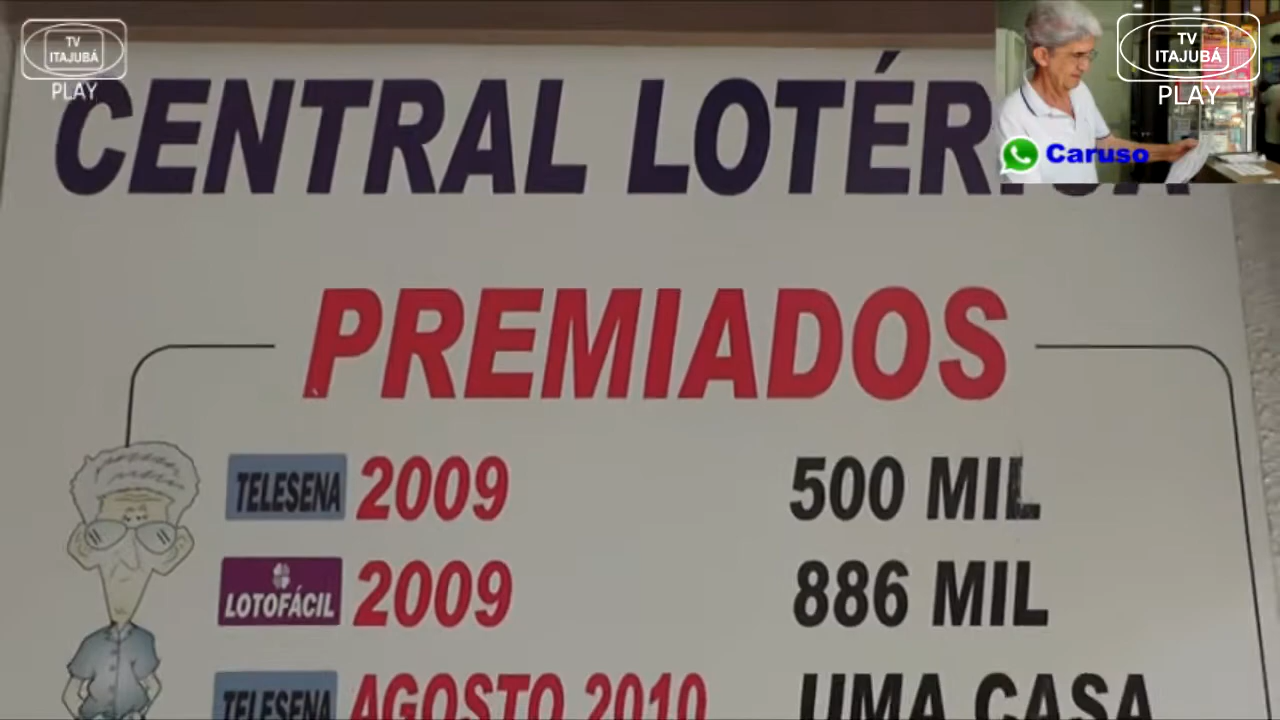 TV
ITAJUBÁ
PLAY
TV
ITAJUBÁ
PLAY
Caruso
CENTRAL LOTÉRICA
PREMIADOS
TELESENA 2009 500 MIL
LOTOFÁCIL 2009 886 MIL
TELESENA AGOSTO 2010 UMA CASA